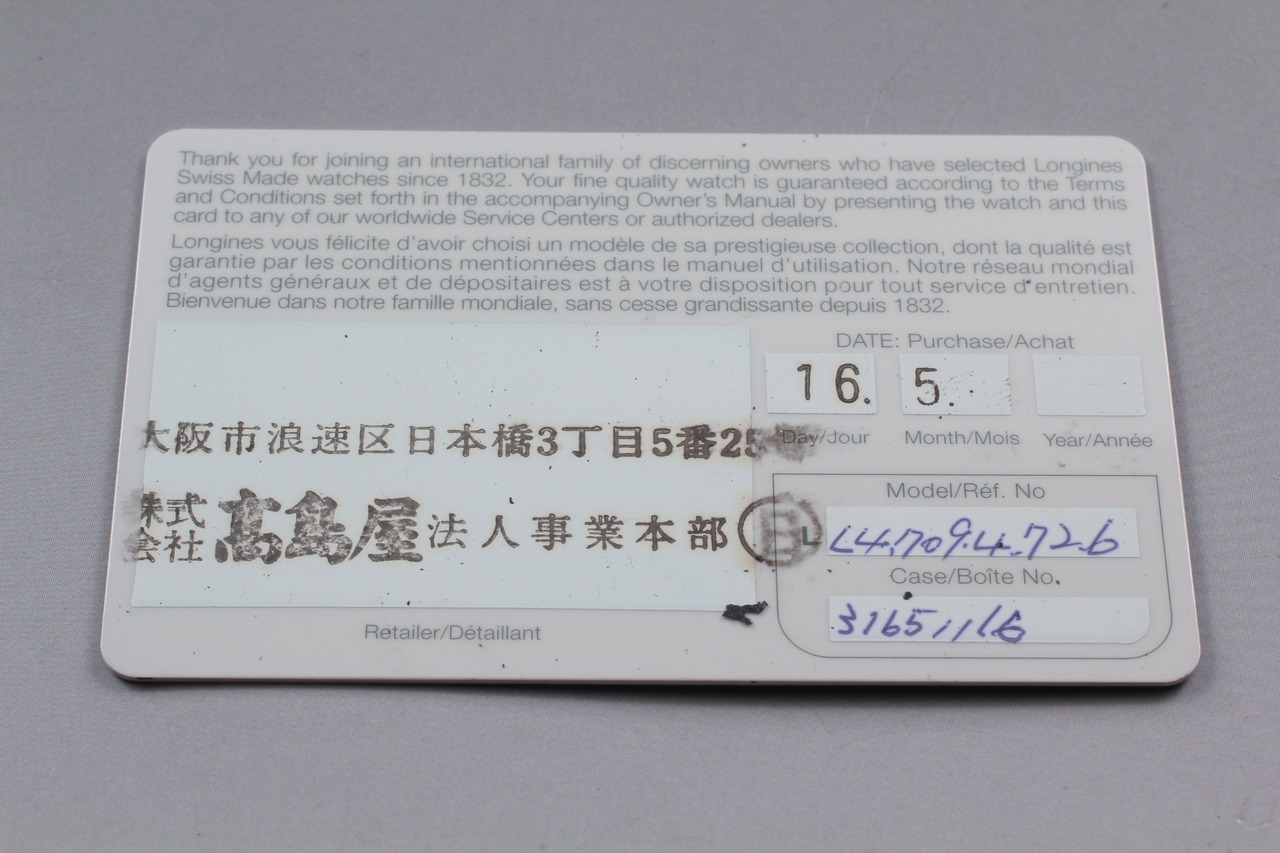 Thank you for joining an international family of discerning owners who have selected Longines
Swiss Made watches since 1832. Your fine quality watch is guaranteed according to the Terms
and Conditions set forth in the accompanying Owner's Manual by presenting the watch and this
card to any of our worldwide Service Centers or authorized dealers.
Longines vous félicite d'avoir choisi un modèle de sa prestigieuse collection, dont la qualité est
garantie par les conditions mentionnées dans le manuel d'utilisation. Notre réseau mondial
d'agents généraux et de dépositaires est à votre disposition pour tout service d'entretien.
Bienvenue dans notre famille mondiale, sans cesse grandissante depuis 1832.
DATE: Purchase/Achat
16. 5.
Day/Jour Month/Mois Year/Année
大阪市浪速区日本橋3丁目5番25
株式会社 髙島屋 法人事業本部
Retailer/Détaillant
Model/Réf. No
L L4.709.4.72.6
Case/Boîte No.
31651116